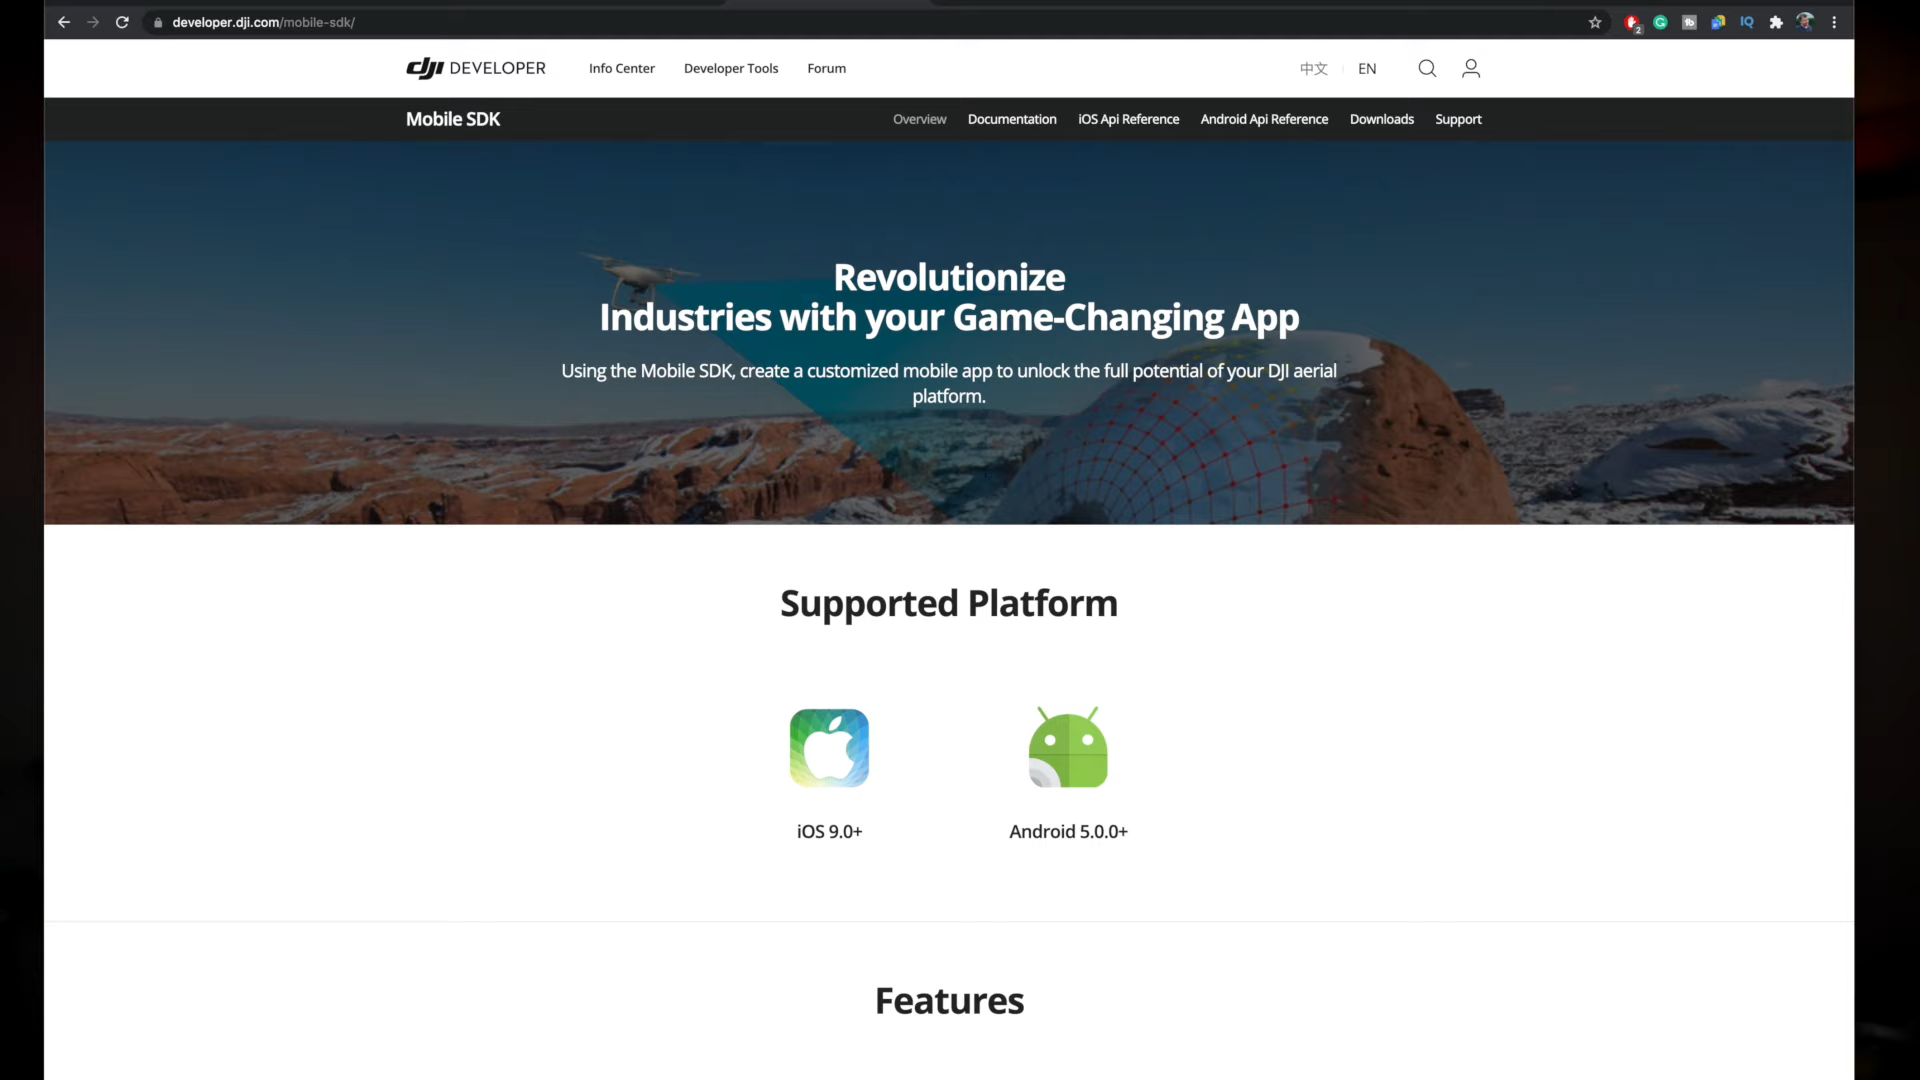 developer.dji.com/mobile-sdk/
2
IQ
dji DEVELOPER
Info Center
Developer Tools
Forum
中文
EN
Mobile SDK
Overview
Documentation
iOS Api Reference
Android Api Reference
Downloads
Support
Revolutionize
Industries with your Game-Changing App
Using the Mobile SDK, create a customized mobile app to unlock the full potential of your DJI aerial
platform.
Supported Platform
iOS 9.0+
Android 5.0.0+
Features